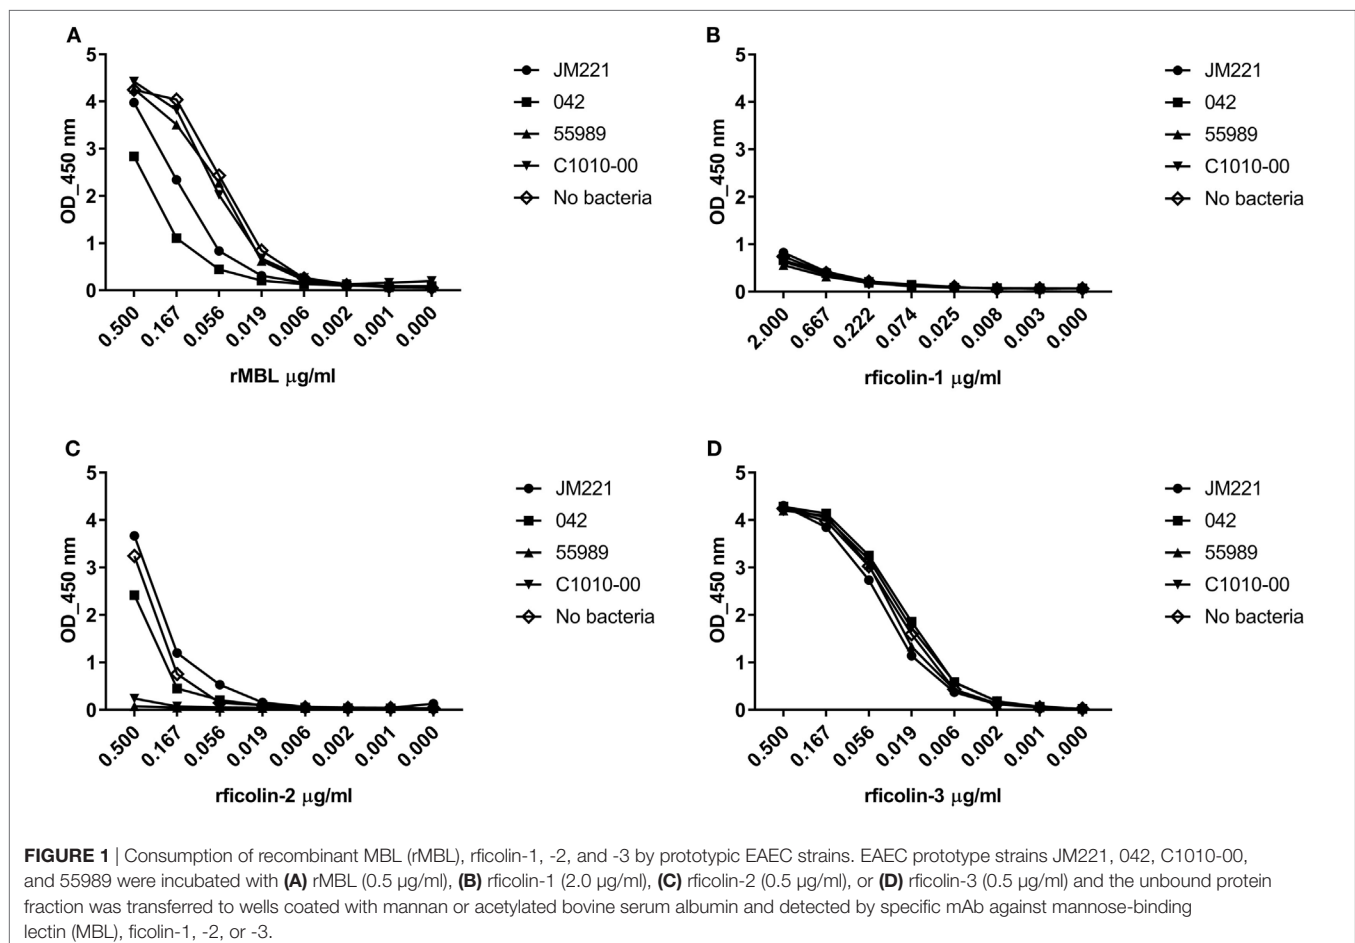 A
OD_450 nm
5
4
3
2
1
0
0.500
0.167
0.056
0.019
0.006
0.002
0.001
0.000
rMBL μg/ml
JM221
042
55989
C1010-00
No bacteria
B
OD_450 nm
5
4
3
2
1
0
2.000
0.667
0.222
0.074
0.025
0.008
0.003
0.000
rficolin-1 μg/ml
JM221
042
55989
C1010-00
No bacteria
C
OD_450 nm
5
4
3
2
1
0
0.500
0.167
0.056
0.019
0.006
0.002
0.001
0.000
rficolin-2 μg/ml
JM221
042
55989
C1010-00
No bacteria
D
OD_450 nm
5
4
3
2
1
0
0.500
0.167
0.056
0.019
0.006
0.002
0.001
0.000
rficolin-3 μg/ml
JM221
042
55989
C1010-00
No bacteria
FIGURE 1 | Consumption of recombinant MBL (rMBL), rficolin-1, -2, and -3 by prototypic EAEC strains. EAEC prototype strains JM221, 042, C1010-00,
and 55989 were incubated with (A) rMBL (0.5 µg/ml), (B) rficolin-1 (2.0 µg/ml), (C) rficolin-2 (0.5 µg/ml), or (D) rficolin-3 (0.5 µg/ml) and the unbound protein
fraction was transferred to wells coated with mannan or acetylated bovine serum albumin and detected by specific mAb against mannose-binding
lectin (MBL), ficolin-1, -2, or -3.